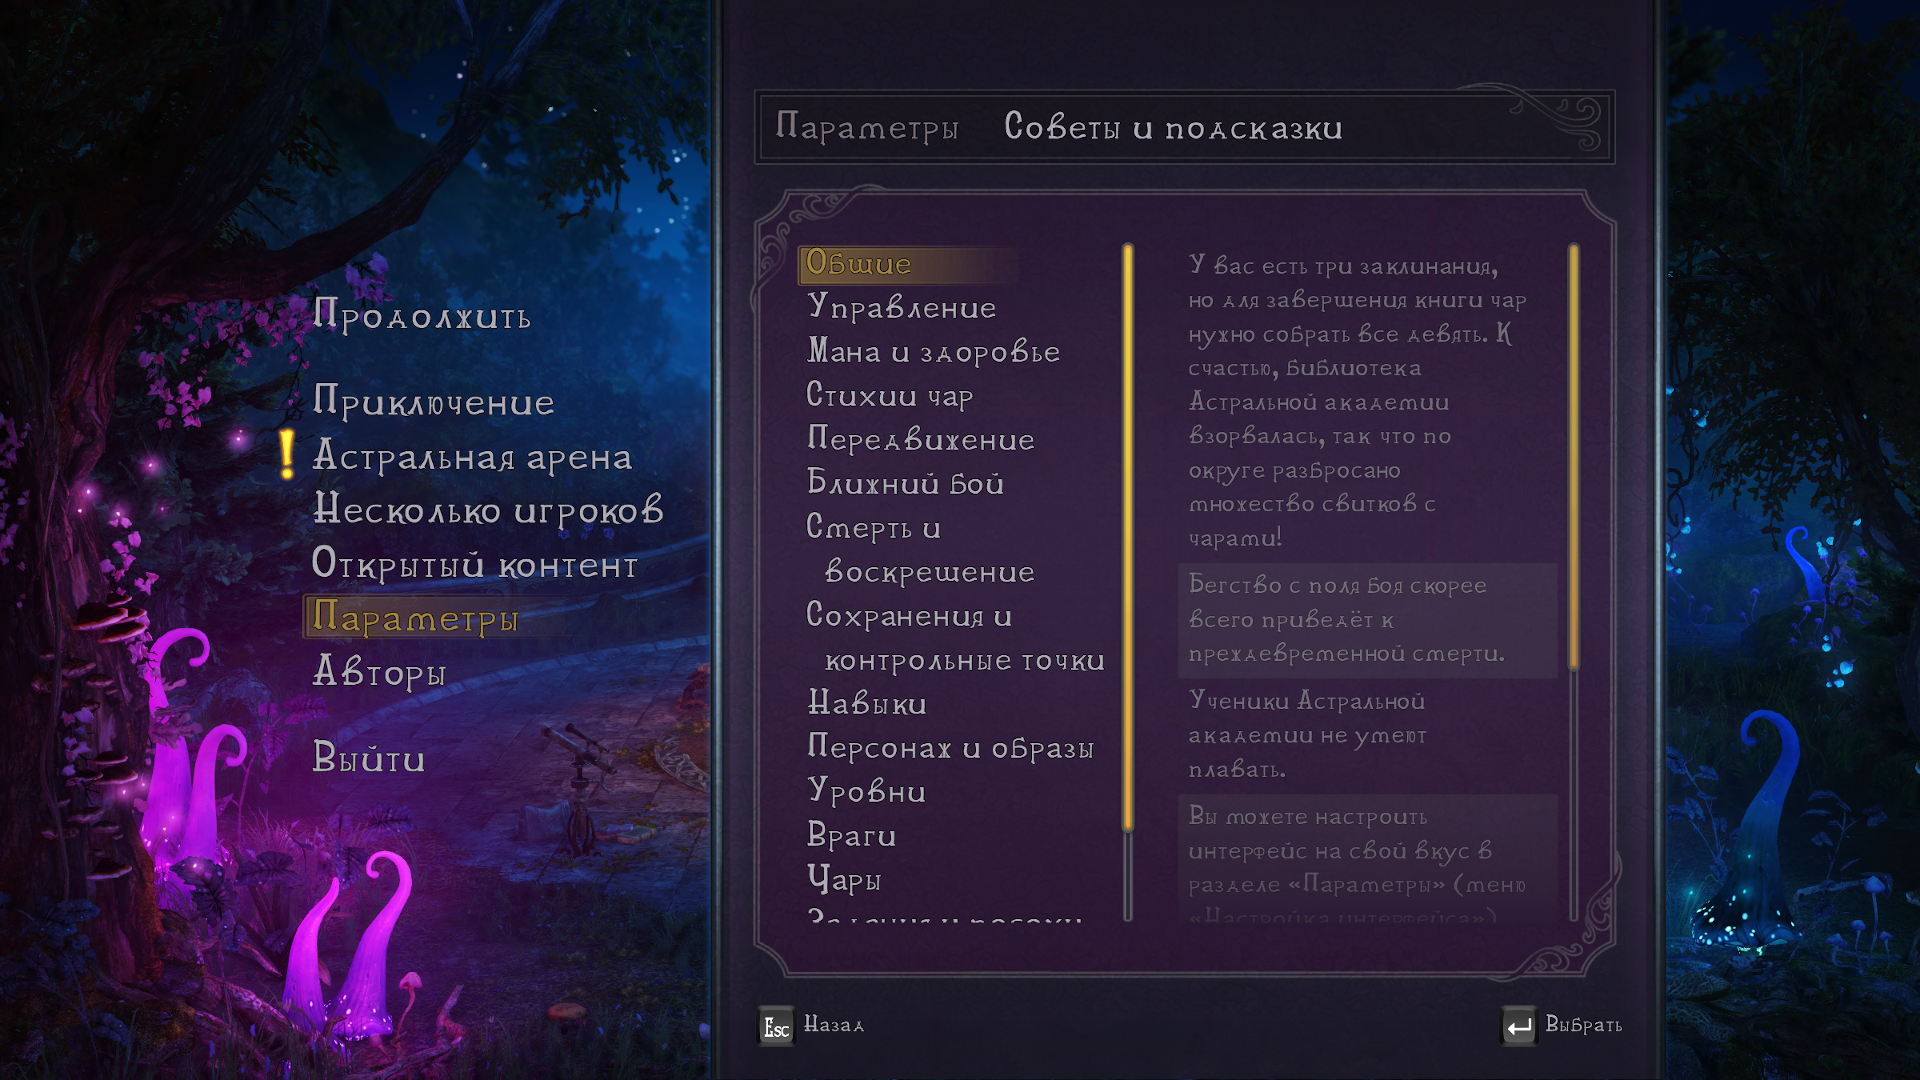 Продолжить
Приключение
Астральная арена
Несколько игроков
Открытый контент
Параметры
Авторы
Выйти
Параметры Советы и подсказки
Общие
Управление
Мана и здоровье
Стихии чар
Передвижение
Ближний бой
Смерть и
воскрешение
Сохранения и
контрольные точки
Навыки
Персонаж и образы
Уровни
Враги
Чары
У вас есть три заклинания,
но для завершения книги чар
нужно собрать все девять. К
счастью, библиотека
Астральной академии
взорвалась, так что по
округе разбросано
множество свитков с
чарами!
Бегство с поля боя скорее
всего приведёт к
преждевременной смерти.
Ученики Астральной
академии не умеют
плавать.
Вы можете настроить
интерфейс на свой вкус в
разделе «Параметры» (меню
«Настройка интерфейса»)
Esc Назад
Выбрать